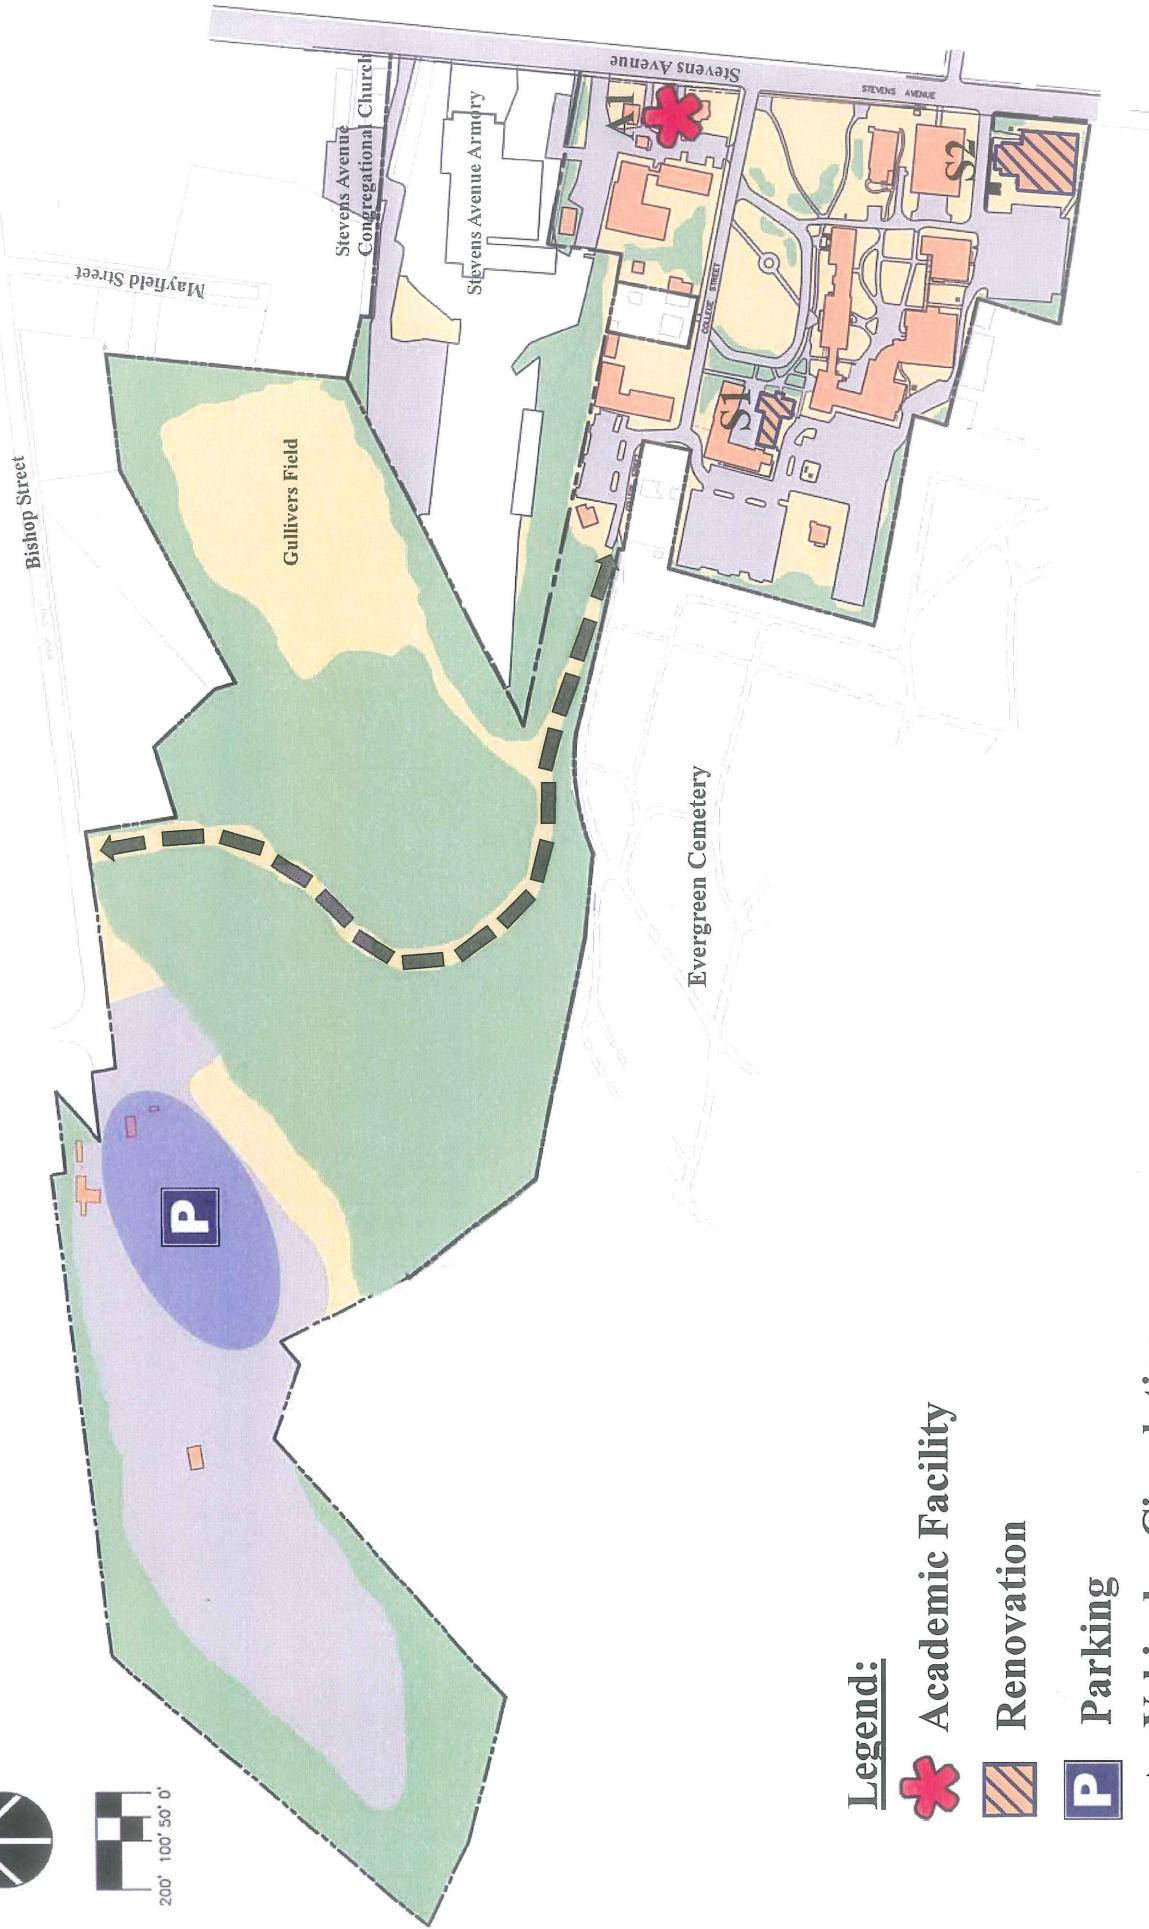 Bishop Street
Mayfield Street
Stevens Avenue
Congregational Church
Stevens Avenue Armory
Stevens Avenue
STEVENS AVENUE
A1
S2
S1
COLLEGE STREET
Gullivers Field
Evergreen Cemetery
P
200' 100' 50' 0'
Legend:
Academic Facility
Renovation
P Parking